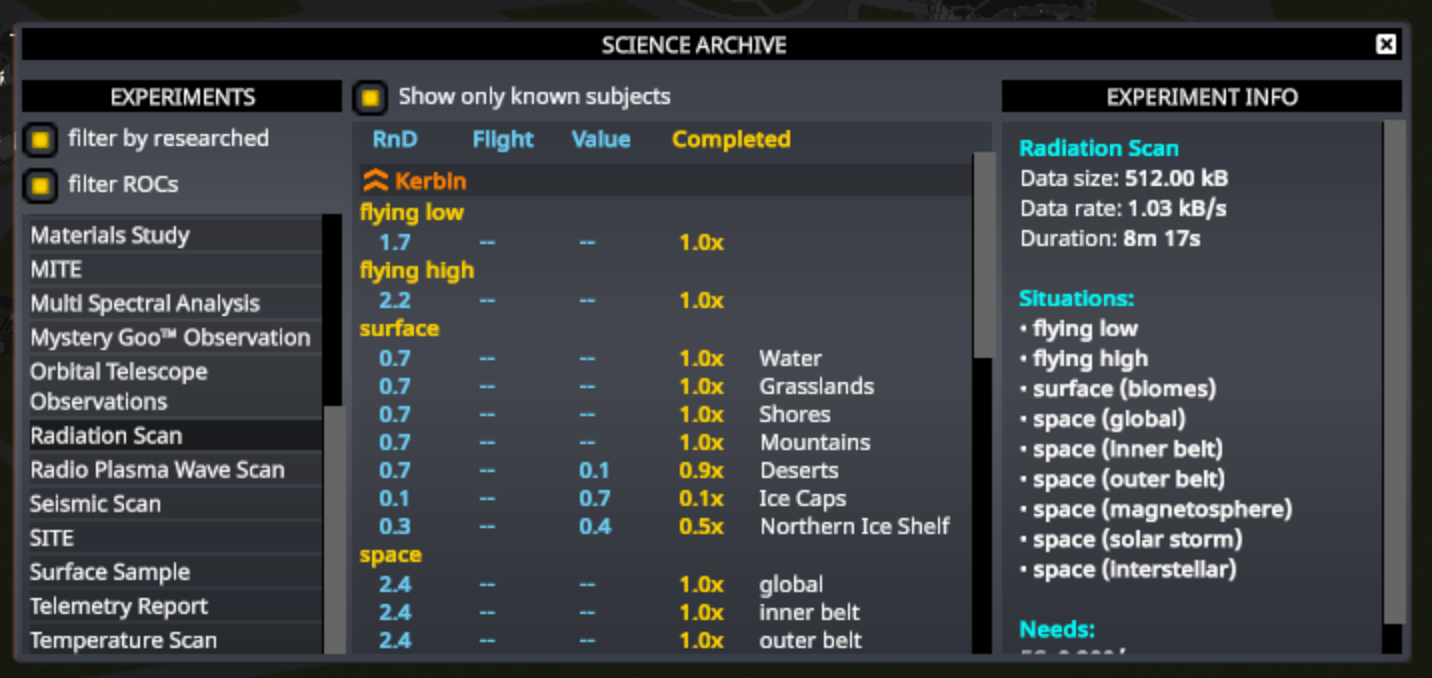 SCIENCE ARCHIVE
EXPERIMENTS
filter by researched
filter ROCs
Materials Study
MITE
Multi Spectral Analysis
Mystery Goo™ Observation
Orbital Telescope
Observations
Radiation Scan
Radio Plasma Wave Scan
Seismic Scan
SITE
Surface Sample
Telemetry Report
Temperature Scan
Show only known subjects
RnD Flight Value Completed
Kerbin
flying low
1.7 -- -- 1.0x
flying high
2.2 -- -- 1.0x
surface
0.7 -- -- 1.0x Water
0.7 -- -- 1.0x Grasslands
0.7 -- -- 1.0x Shores
0.7 -- -- 1.0x Mountains
0.7 -- 0.1 0.9x Deserts
0.1 -- 0.7 0.1x Ice Caps
0.3 -- 0.4 0.5x Northern Ice Shelf
space
2.4 -- -- 1.0x global
2.4 -- -- 1.0x inner belt
2.4 -- -- 1.0x outer belt
EXPERIMENT INFO
Radiation Scan
Data size: 512.00 kB
Data rate: 1.03 kB/s
Duration: 8m 17s
Situations:
• flying low
• flying high
• surface (biomes)
• space (global)
• space (inner belt)
• space (outer belt)
• space (magnetosphere)
• space (solar storm)
• space (interstellar)
Needs: